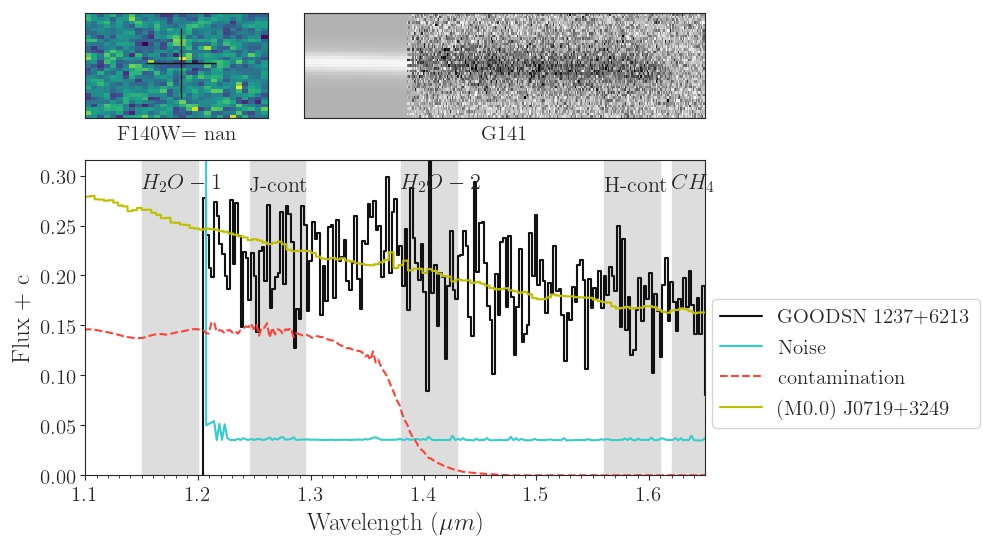 F140W= nan
G141
H₂O − 1
J-cont
H₂O − 2
H-cont
CH₄
0.30
0.25
0.20
0.15
0.10
0.05
0.00
Flux + c
1.1
1.2
1.3
1.4
1.5
1.6
Wavelength (μm)
GOODSN 1237+6213
Noise
contamination
(M0.0) J0719+3249